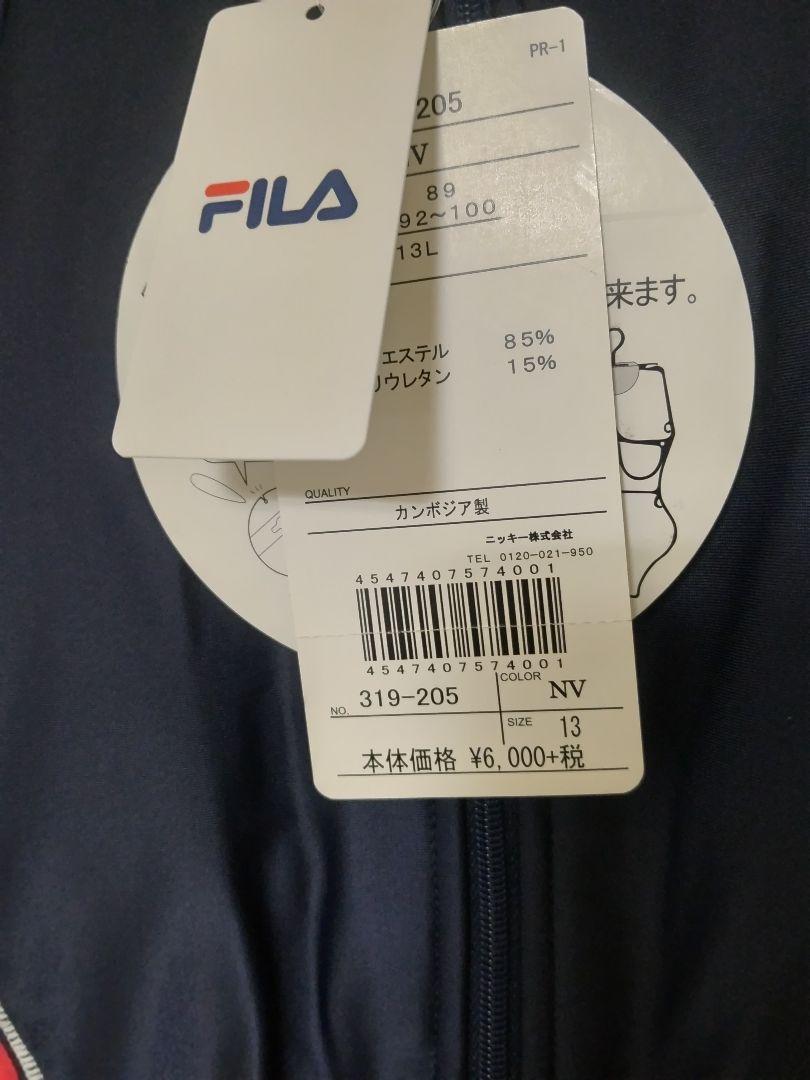 FILA
PR-1
205
NV
89
92~100
13L
来ます。
エステル 85%
リウレタン 15%
QUALITY
カンボジア製
ニッキー株式会社
TEL 0120-021-950
4547407574001
4547407574001
NO. 319-205
COLOR NV
SIZE 13
本体価格 ¥6,000+税